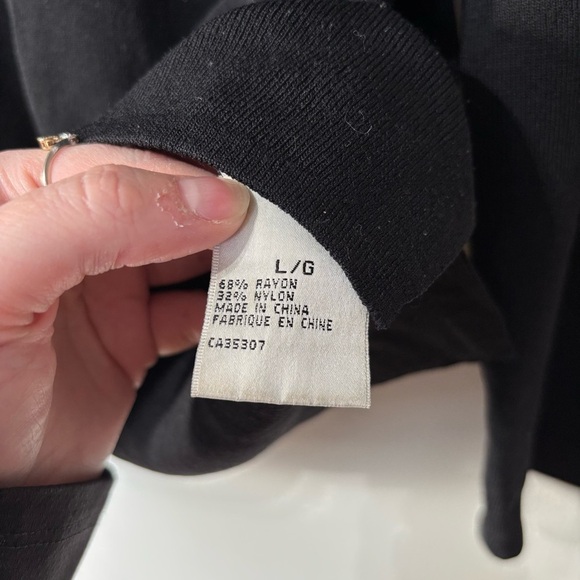 L/G
68% RAYON
32% NYLON
MADE IN CHINA
FABRIQUE EN CHINE
CA35307